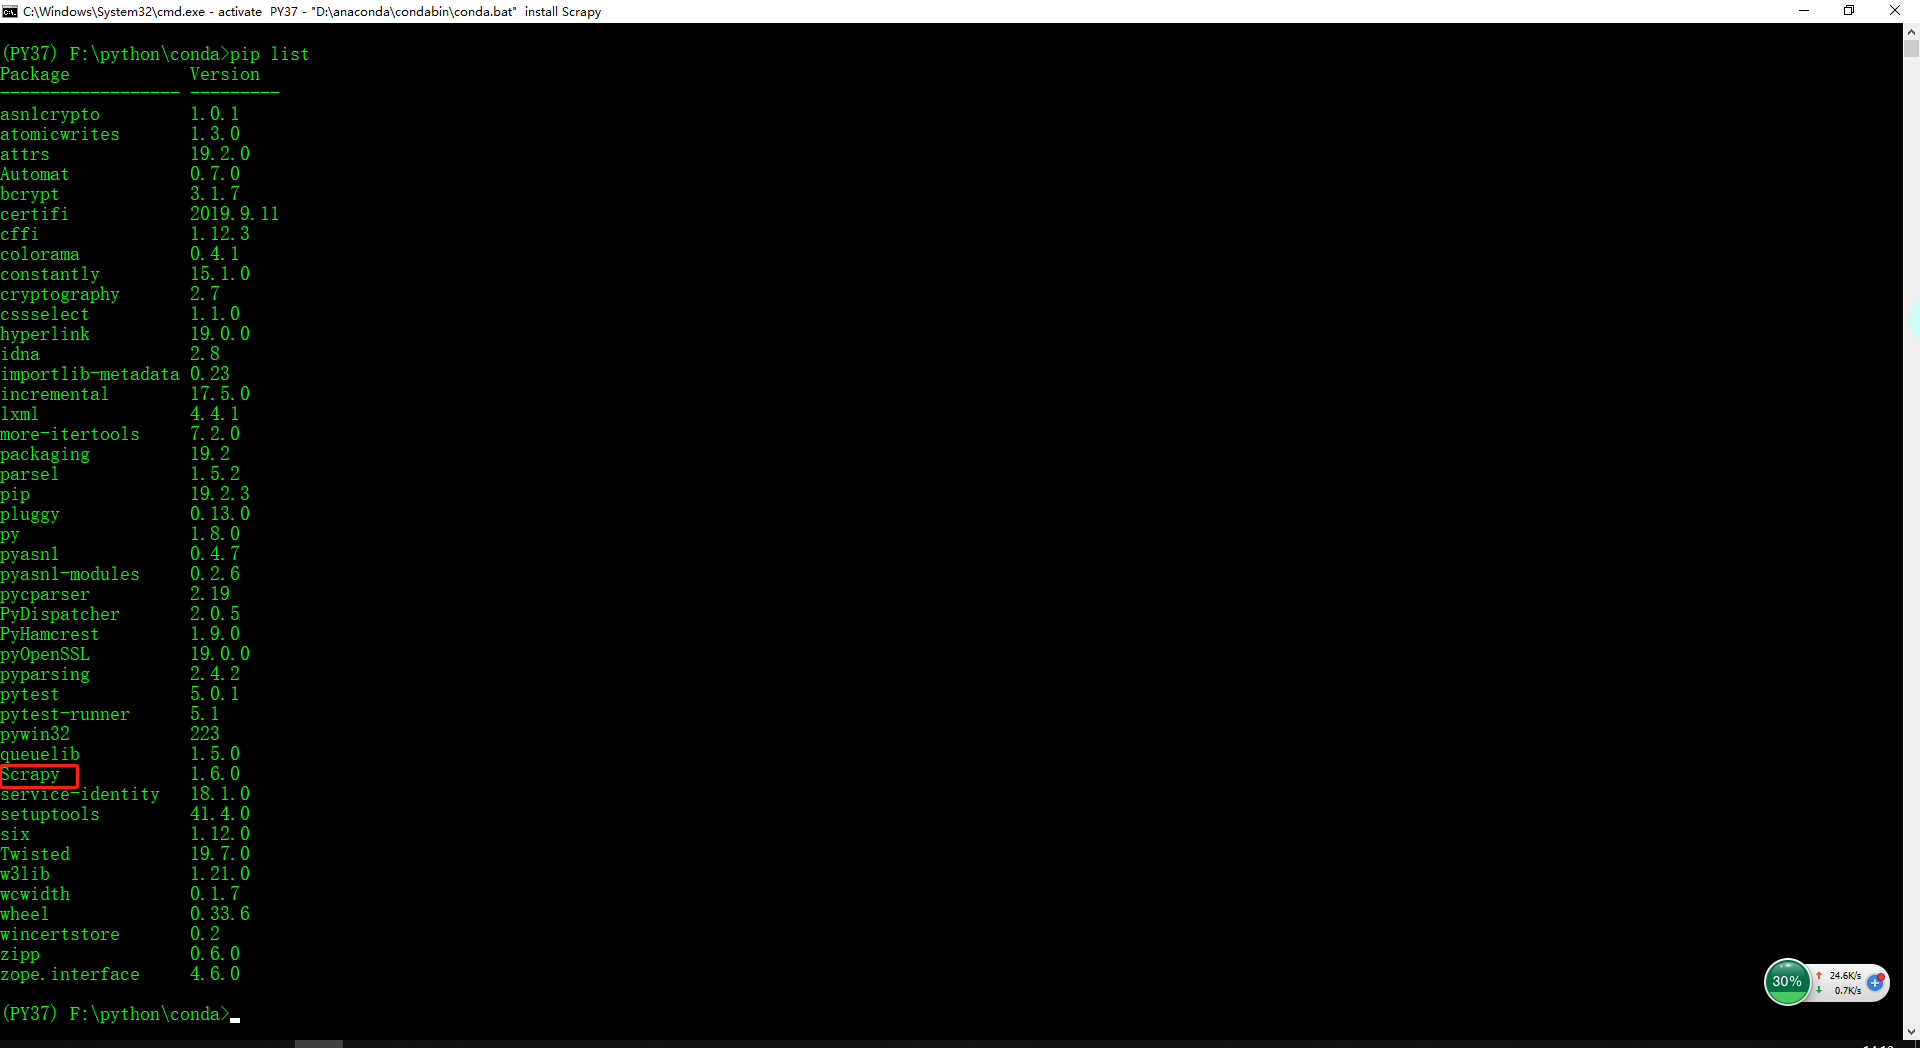 C:\Windows\System32\cmd.exe - activate  PY37 - "D:\anaconda\condabin\conda.bat"  install Scrapy
(PY37) F:\python\conda>pip list
Package            Version
------------------ ---------
asn1crypto         1.0.1
atomicwrites       1.3.0
attrs              19.2.0
Automat            0.7.0
bcrypt             3.1.7
certifi            2019.9.11
cffi               1.12.3
colorama           0.4.1
constantly         15.1.0
cryptography       2.7
cssselect          1.1.0
hyperlink          19.0.0
idna               2.8
importlib-metadata 0.23
incremental        17.5.0
lxml               4.4.1
more-itertools     7.2.0
packaging          19.2
parsel             1.5.2
pip                19.2.3
pluggy             0.13.0
py                 1.8.0
pyasn1             0.4.7
pyasn1-modules     0.2.6
pycparser          2.19
PyDispatcher       2.0.5
PyHamcrest         1.9.0
pyOpenSSL          19.0.0
pyparsing          2.4.2
pytest             5.0.1
pytest-runner      5.1
pywin32            223
queuelib           1.5.0
Scrapy             1.6.0
service-identity   18.1.0
setuptools         41.4.0
six                1.12.0
Twisted            19.7.0
w3lib              1.21.0
wcwidth            0.1.7
wheel              0.33.6
wincertstore       0.2
zipp               0.6.0
zope.interface     4.6.0
(PY37) F:\python\conda>
30%
24.6K/s
0.7K/s